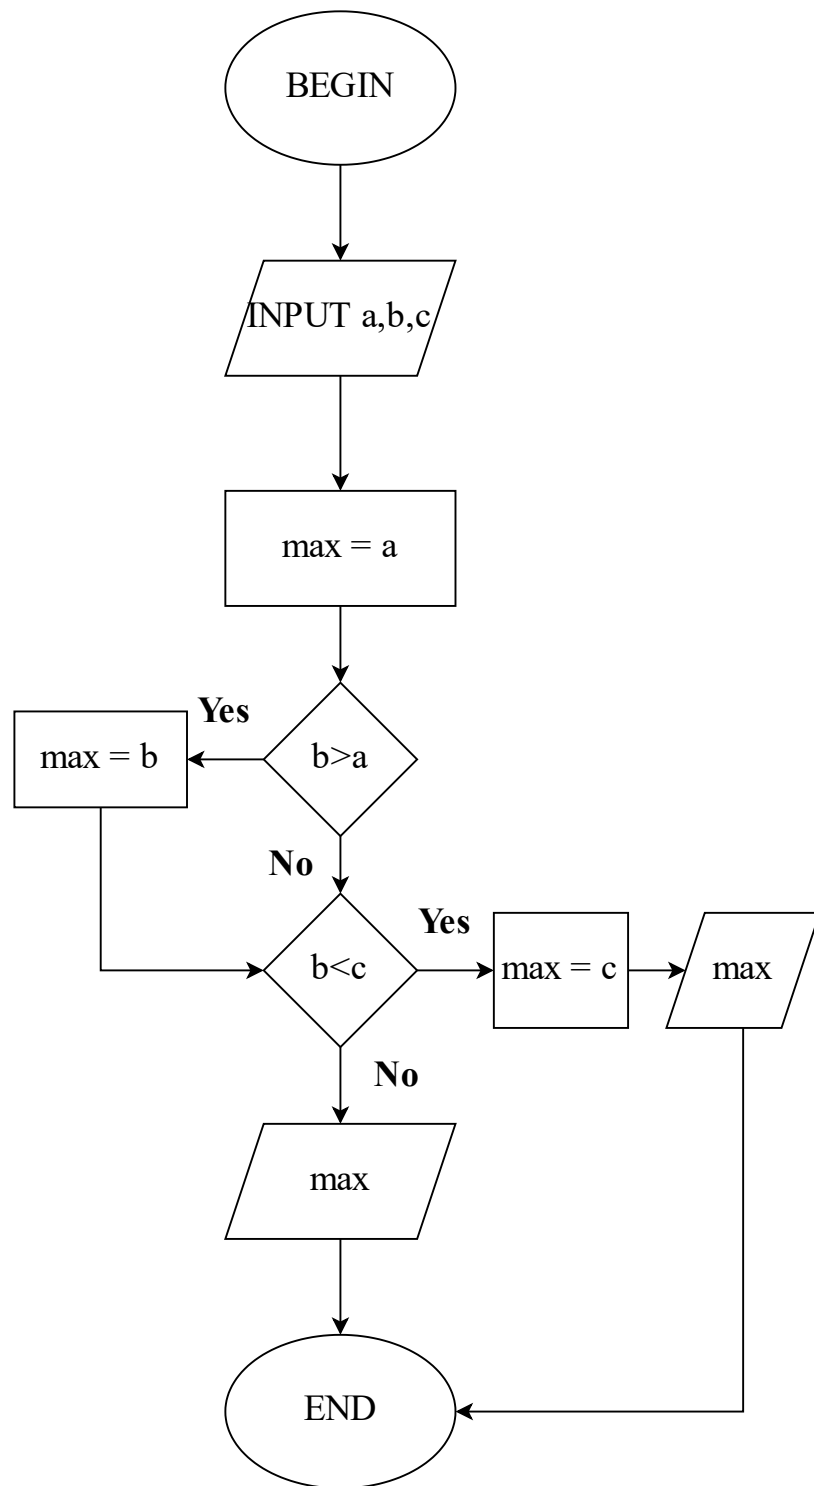 BEGIN
INPUT a,b,c
max = a
Yes
max = b
b>a
No
Yes
b<c
max = c
max
No
max
END